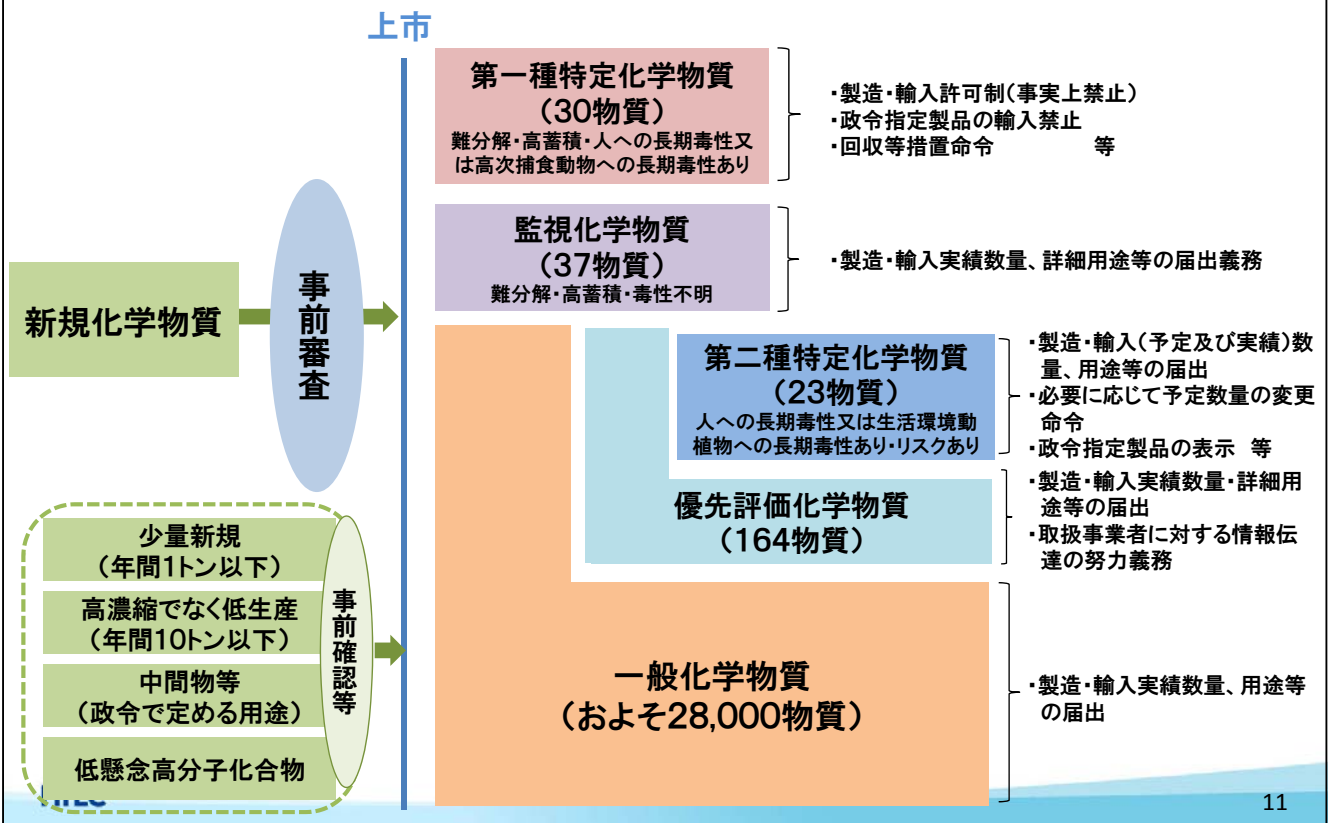 上市
第一種特定化学物質
（30物質）
難分解・高蓄積・人への長期毒性又
は高次捕食動物への長期毒性あり
・製造・輸入許可制（事実上禁止）
・政令指定製品の輸入禁止
・回収等措置命令　　　　等
監視化学物質
（37物質）
難分解・高蓄積・毒性不明
・製造・輸入実績数量、詳細用途等の届出義務
新規化学物質
事前審査
第二種特定化学物質
（23物質）
人への長期毒性又は生活環境動
植物への長期毒性あり・リスクあり
・製造・輸入（予定及び実績）数
量、用途等の届出
・必要に応じて予定数量の変更
命令
・政令指定製品の表示　等
優先評価化学物質
（164物質）
・製造・輸入実績数量・詳細用
途等の届出
・取扱事業者に対する情報伝
達の努力義務
少量新規
（年間1トン以下）
高濃縮でなく低生産
（年間10トン以下）
中間物等
（政令で定める用途）
低懸念高分子化合物
事前確認等
一般化学物質
（およそ28,000物質）
・製造・輸入実績数量、用途等
の届出
11